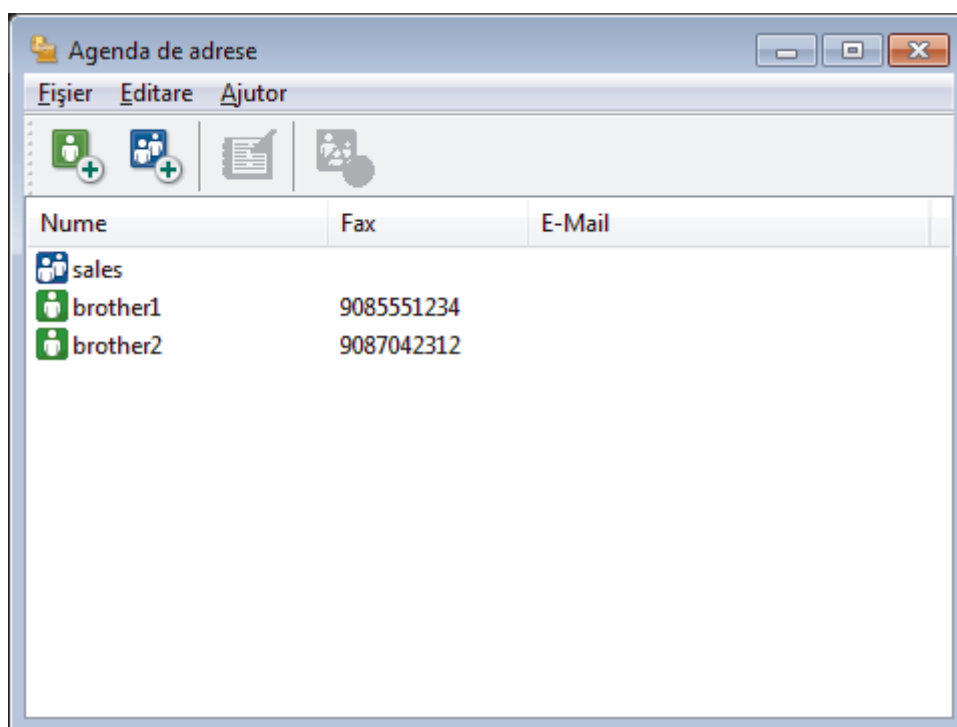 Agenda de adrese
Fişier Editare Ajutor
Nume Fax E-Mail
sales
brother1 9085551234
brother2 9087042312